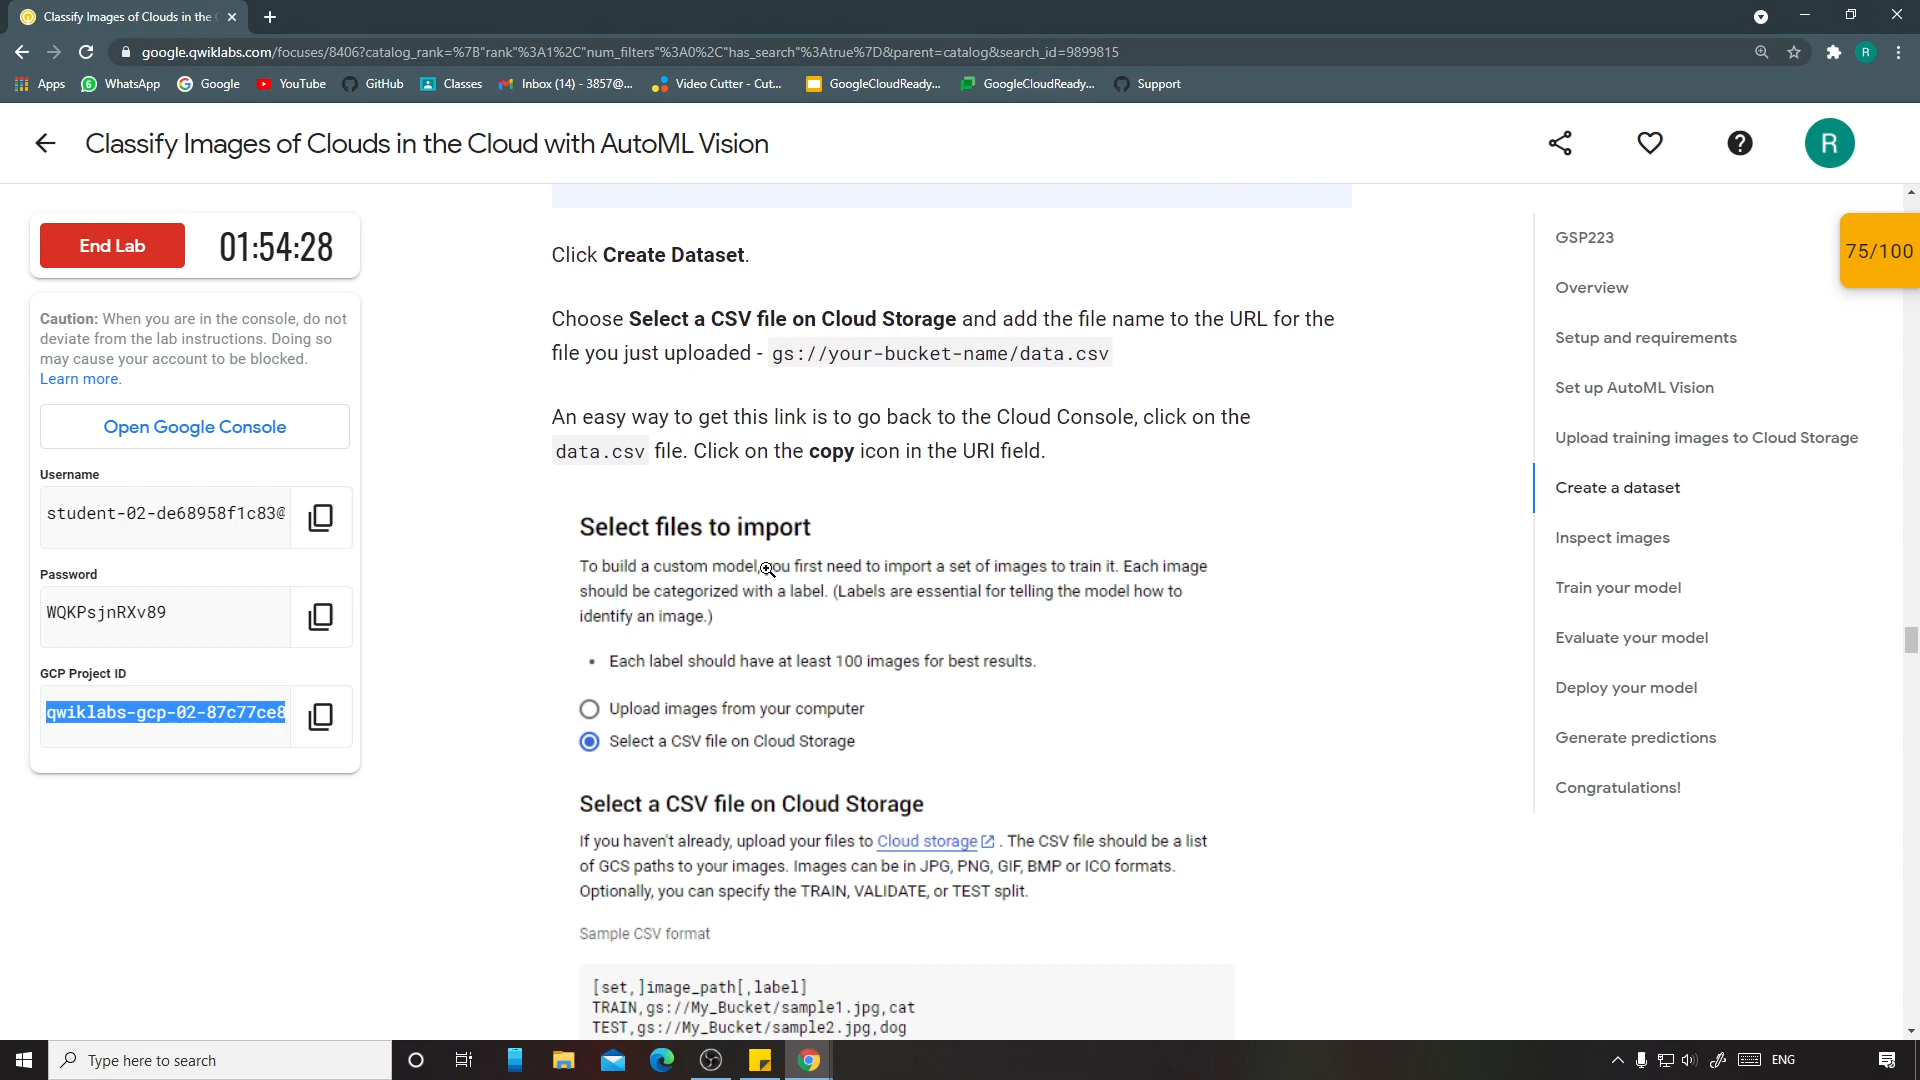 Classify Images of Clouds in the
google.qwiklabs.com/focuses/8406?catalog_rank=%7B"rank"%3A1%2C"num_filters"%3A0%2C"has_search"%3Atrue%7D&parent=catalog&search_id=9899815
Apps WhatsApp Google YouTube GitHub Classes Inbox (14) - 3857@... Video Cutter - Cut... GoogleCloudReady... GoogleCloudReady... Support
Classify Images of Clouds in the Cloud with AutoML Vision
R
End Lab
01:54:28
Caution: When you are in the console, do not
deviate from the lab instructions. Doing so
may cause your account to be blocked.
Learn more.
Open Google Console
Username
student-02-de68958f1c83@
Password
WQKPsjnRXv89
GCP Project ID
qwiklabs-gcp-02-87c77ce8
Click Create Dataset.
Choose Select a CSV file on Cloud Storage and add the file name to the URL for the
file you just uploaded - gs://your-bucket-name/data.csv
An easy way to get this link is to go back to the Cloud Console, click on the
data.csv file. Click on the copy icon in the URI field.
Select files to import
To build a custom model, you first need to import a set of images to train it. Each image
should be categorized with a label. (Labels are essential for telling the model how to
identify an image.)
• Each label should have at least 100 images for best results.
Upload images from your computer
Select a CSV file on Cloud Storage
Select a CSV file on Cloud Storage
If you haven't already, upload your files to Cloud storage . The CSV file should be a list
of GCS paths to your images. Images can be in JPG, PNG, GIF, BMP or ICO formats.
Optionally, you can specify the TRAIN, VALIDATE, or TEST split.
Sample CSV format
[set,]image_path[,label]
TRAIN,gs://My_Bucket/sample1.jpg,cat
TEST,gs://My_Bucket/sample2.jpg,dog
GSP223
Overview
Setup and requirements
Set up AutoML Vision
Upload training images to Cloud Storage
Create a dataset
Inspect images
Train your model
Evaluate your model
Deploy your model
Generate predictions
Congratulations!
75/100
Type here to search
ENG